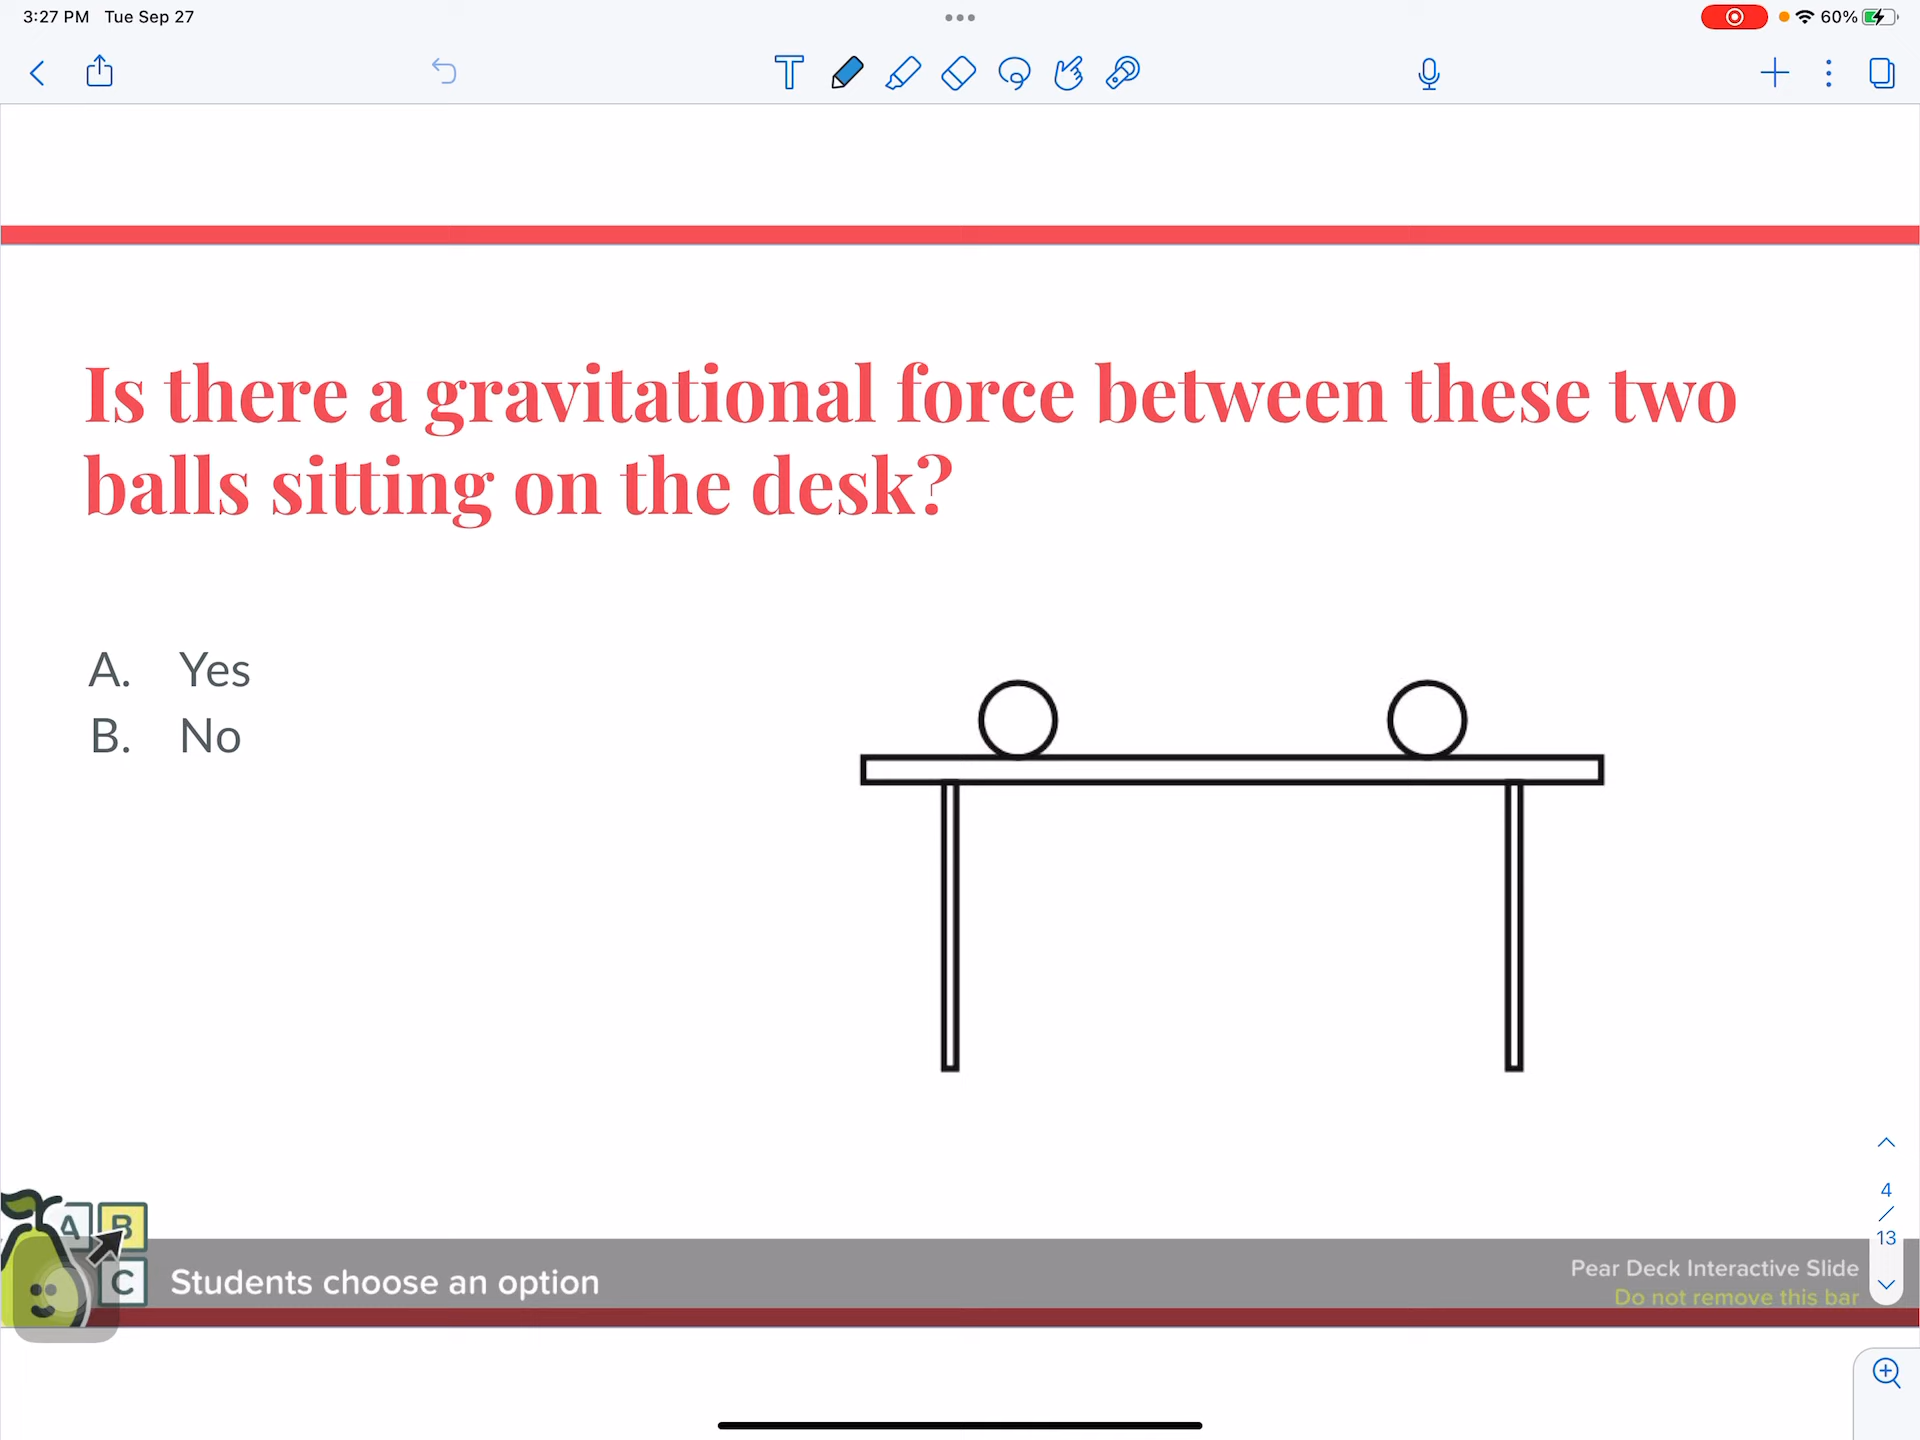 3:27 PM Tue Sep 27
60%
T
Is there a gravitational force between these two
balls sitting on the desk?
A. Yes
B. No
4
/
13
A B
C
Students choose an option
Pear Deck Interactive Slide
Do not remove this bar